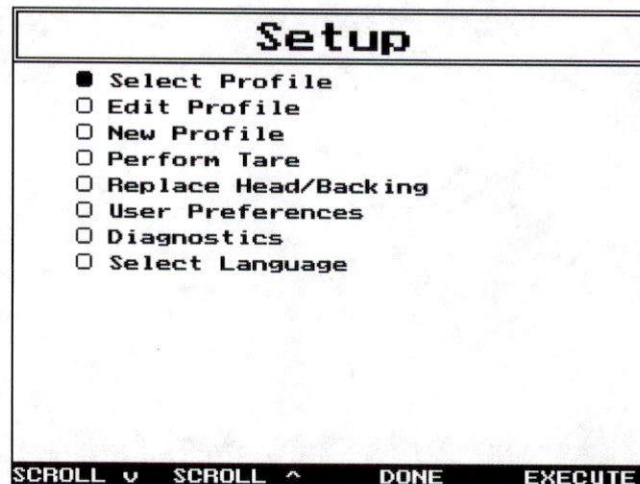 Setup
Select Profile
Edit Profile
New Profile
Perform Tare
Replace Head/Backing
User Preferences
Diagnostics
Select Language
SCROLL v SCROLL ^ DONE EXECUTE